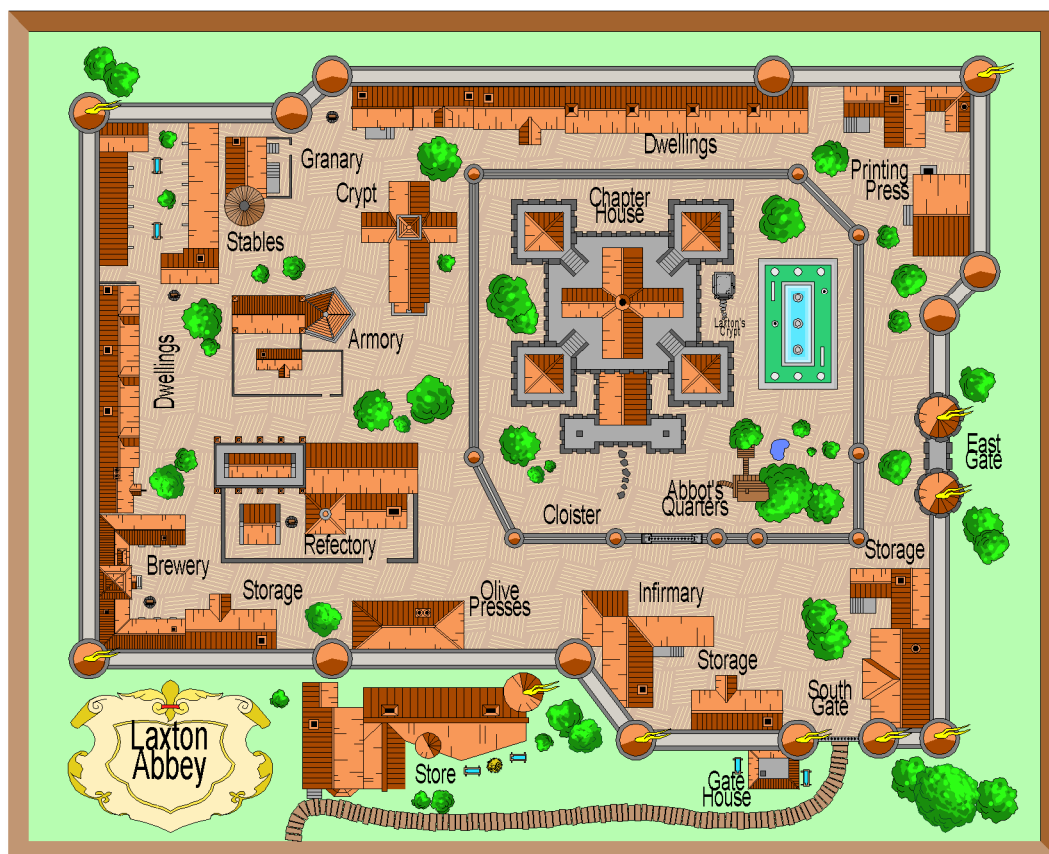 Dwellings
Granary
Printing
Press
Crypt
Chapter
House
Stables
Laxton's
Crypt
Armory
Dwellings
East
Gate
Abbot's
Quarters
Cloister
Refectory
Storage
Brewery
Storage
Olive
Presses
Infirmary
Storage
South
Gate
Laxton
Abbey
Store
Gate
House